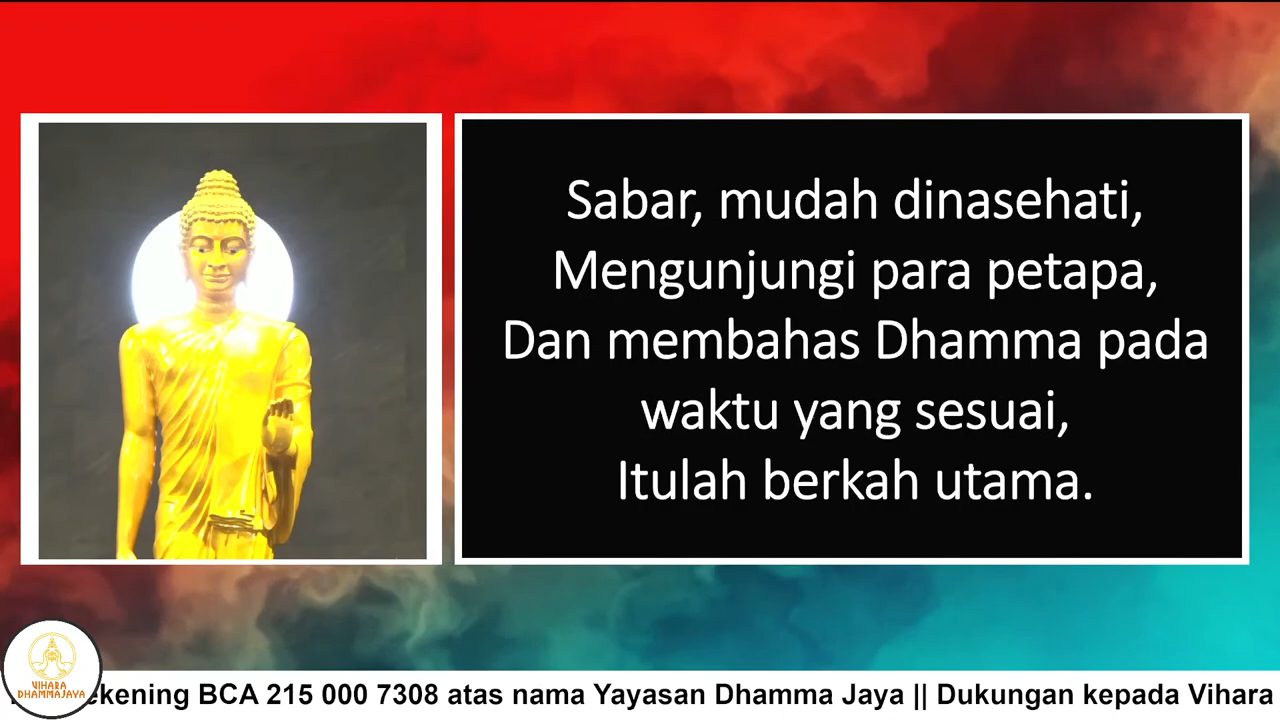 Sabar, mudah dinasehati,
Mengunjungi para petapa,
Dan membahas Dhamma pada
waktu yang sesuai,
Itulah berkah utama.
VIHARA
DHAMMAJAYA
BCA 215 000 7308 atas nama Yayasan Dhamma Jaya || Dukungan kepada Vihara